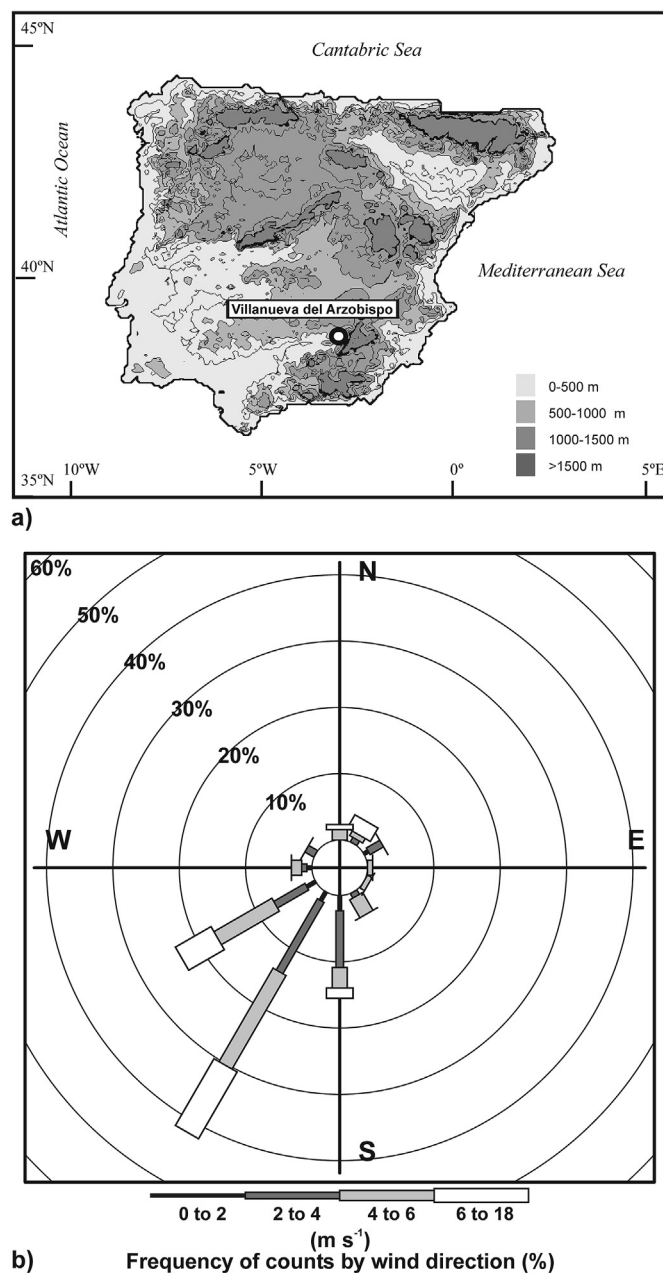 45ºN
Cantabric Sea
Atlantic Ocean
40ºN
Mediterranean Sea
Villanueva del Arzobispo
0-500 m
500-1000 m
1000-1500 m
>1500 m
35ºN
10ºW
5ºW
0º
5ºE
a)
60%
N
50%
40%
30%
20%
10%
W
E
S
0 to 2
2 to 4
4 to 6
6 to 18
(m s-1)
b)
Frequency of counts by wind direction (%)